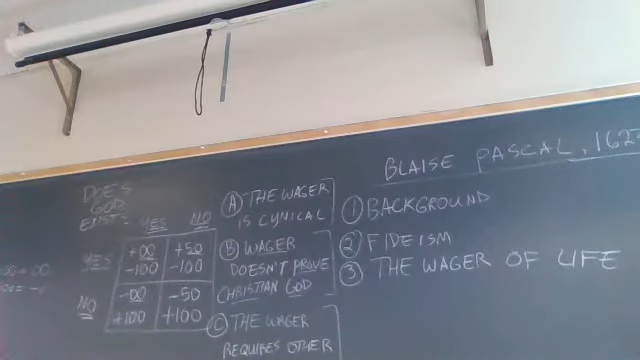 BLAISE PASCAL, 162
① BACKGROUND
② FIDEISM
③ THE WAGER OF LIFE
DOES
GOD
EXIST?
YES NO
YES +∞ +50
-100 -100
NO -∞ -50
+100 +100
Ⓐ THE WAGER
IS CYNICAL
Ⓑ WAGER
DOESN'T PROVE
CHRISTIAN GOD
Ⓒ THE WAGER
REQUIRES OTHER